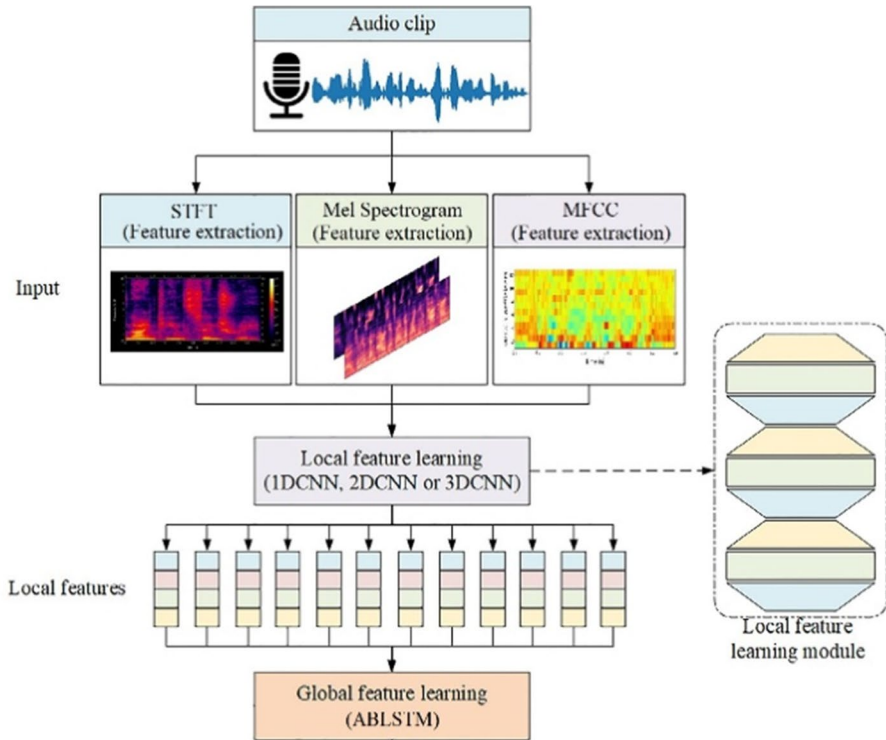 Audio clip
STFT
(Feature extraction)
Mel Spectrogram
(Feature extraction)
MFCC
(Feature extraction)
Input
Local feature learning
(1DCNN, 2DCNN or 3DCNN)
Local features
Local feature
learning module
Global feature learning
(ABLSTM)